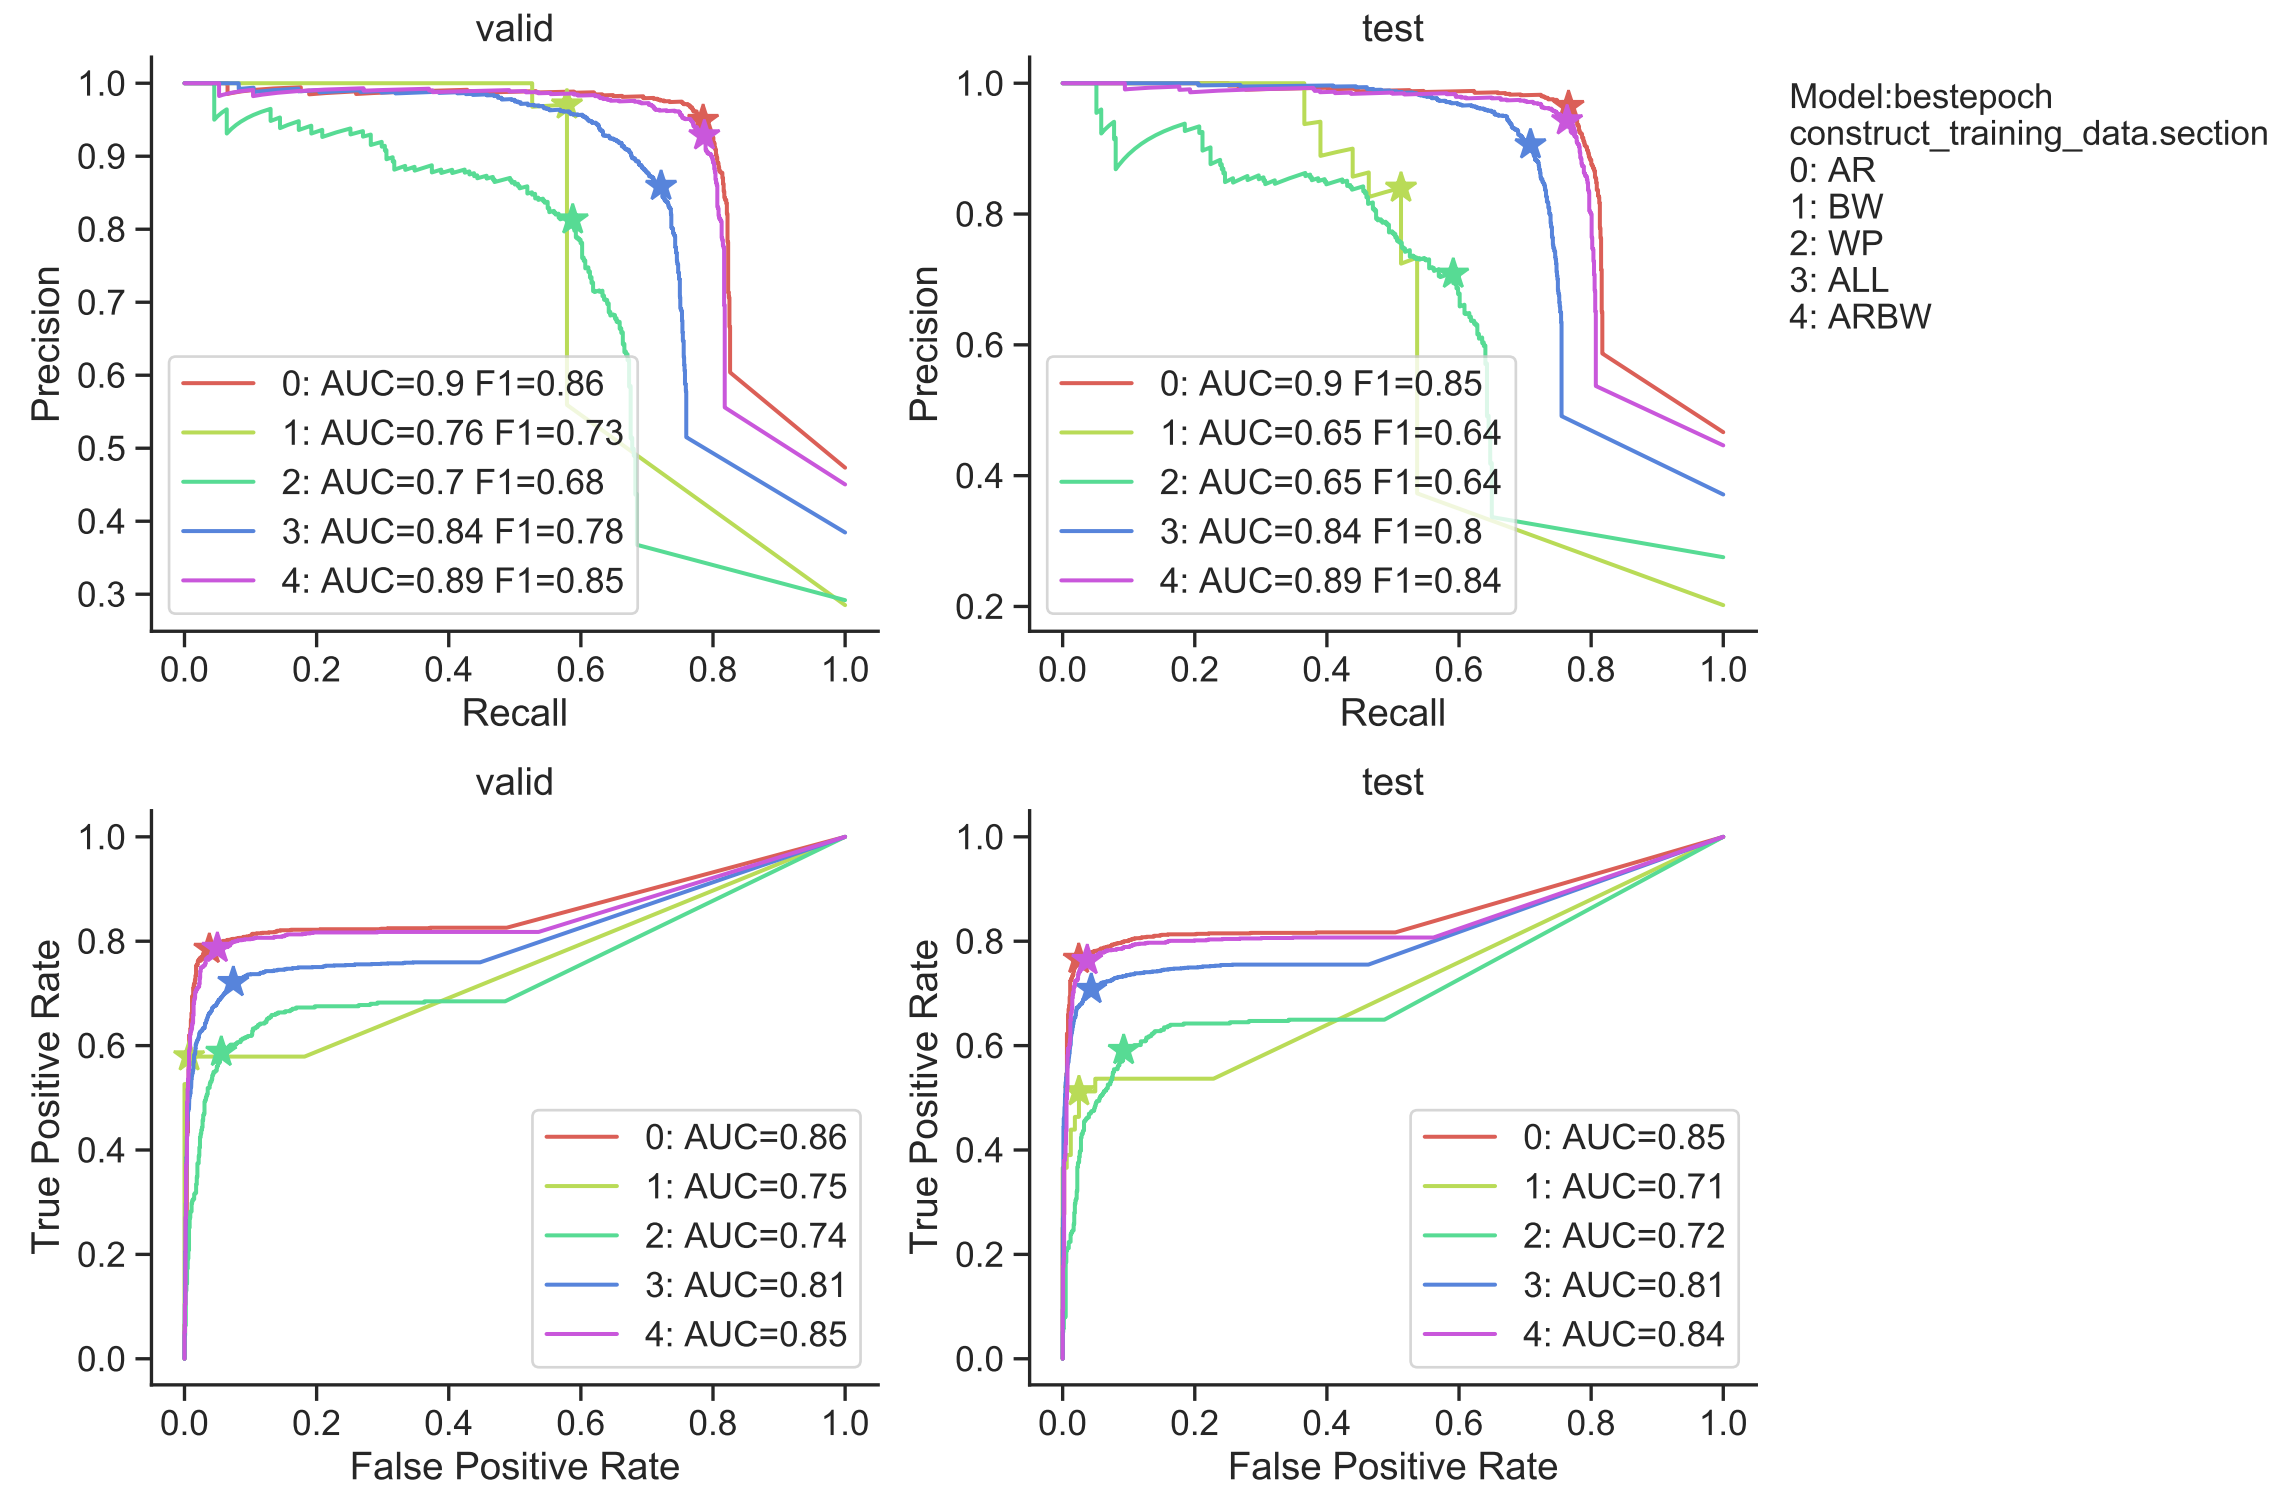 valid
1.0
0.9
0.8
0.7
0.6
0.5
0.4
0.3
Precision
0: AUC=0.9 F1=0.86
1: AUC=0.76 F1=0.73
2: AUC=0.7 F1=0.68
3: AUC=0.84 F1=0.78
4: AUC=0.89 F1=0.85
0.0 0.2 0.4 0.6 0.8 1.0
Recall
test
1.0
0.8
0.6
0.4
0.2
Precision
0: AUC=0.9 F1=0.85
1: AUC=0.65 F1=0.64
2: AUC=0.65 F1=0.64
3: AUC=0.84 F1=0.8
4: AUC=0.89 F1=0.84
0.0 0.2 0.4 0.6 0.8 1.0
Recall
Model:bestepoch
construct_training_data.section
0: AR
1: BW
2: WP
3: ALL
4: ARBW
valid
1.0
0.8
0.6
0.4
0.2
0.0
True Positive Rate
0: AUC=0.86
1: AUC=0.75
2: AUC=0.74
3: AUC=0.81
4: AUC=0.85
0.0 0.2 0.4 0.6 0.8 1.0
False Positive Rate
test
1.0
0.8
0.6
0.4
0.2
0.0
True Positive Rate
0: AUC=0.85
1: AUC=0.71
2: AUC=0.72
3: AUC=0.81
4: AUC=0.84
0.0 0.2 0.4 0.6 0.8 1.0
False Positive Rate